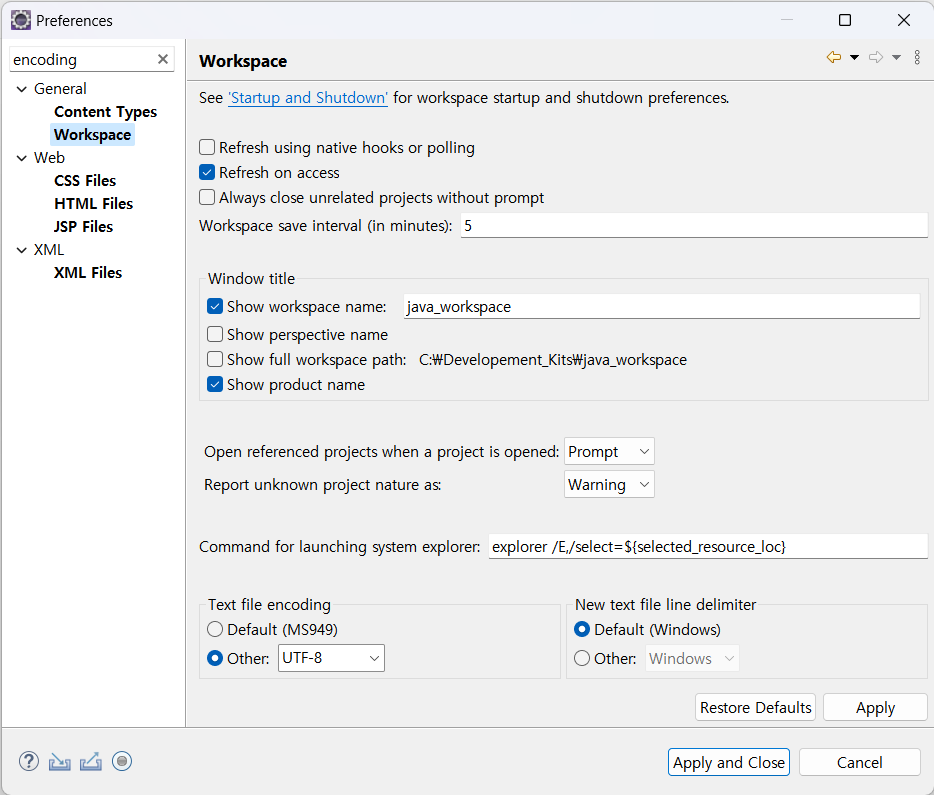 Preferences
encoding
General
Content Types
Workspace
Web
CSS Files
HTML Files
JSP Files
XML
XML Files
Workspace
See 'Startup and Shutdown' for workspace startup and shutdown preferences.
Refresh using native hooks or polling
Refresh on access
Always close unrelated projects without prompt
Workspace save interval (in minutes): 5
Window title
Show workspace name: java_workspace
Show perspective name
Show full workspace path: C:₩Developement_Kits₩java_workspace
Show product name
Open referenced projects when a project is opened: Prompt
Report unknown project nature as: Warning
Command for launching system explorer: explorer /E,/select=${selected_resource_loc}
Text file encoding
Default (MS949)
Other: UTF-8
New text file line delimiter
Default (Windows)
Other: Windows
Restore Defaults Apply
Apply and Close Cancel